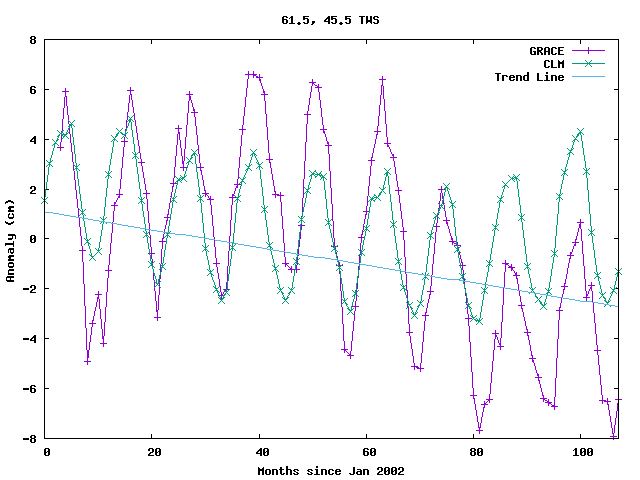 61.5, 45.5 TWS
GRACE
CLM
Trend Line
Anomaly (cm)
8
6
4
2
0
-2
-4
-6
-8
0 20 40 60 80 100
Months since Jan 2002